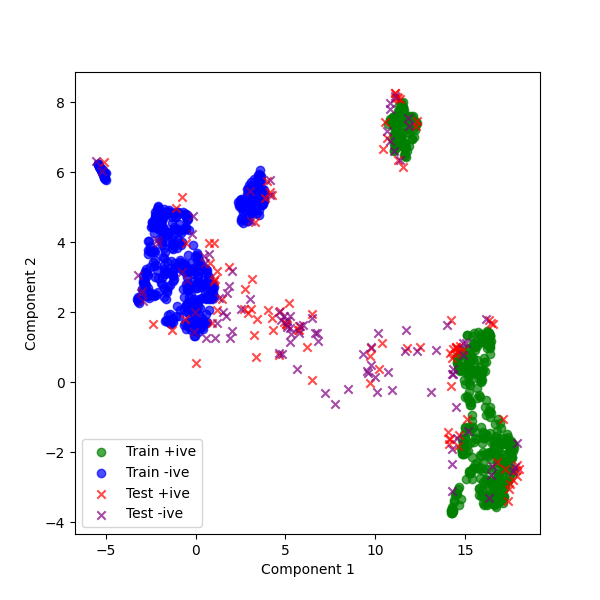 8
6
4
2
0
−2
−4
Component 2
Train +ive
Train -ive
Test +ive
Test -ive
−5 0 5 10 15
Component 1